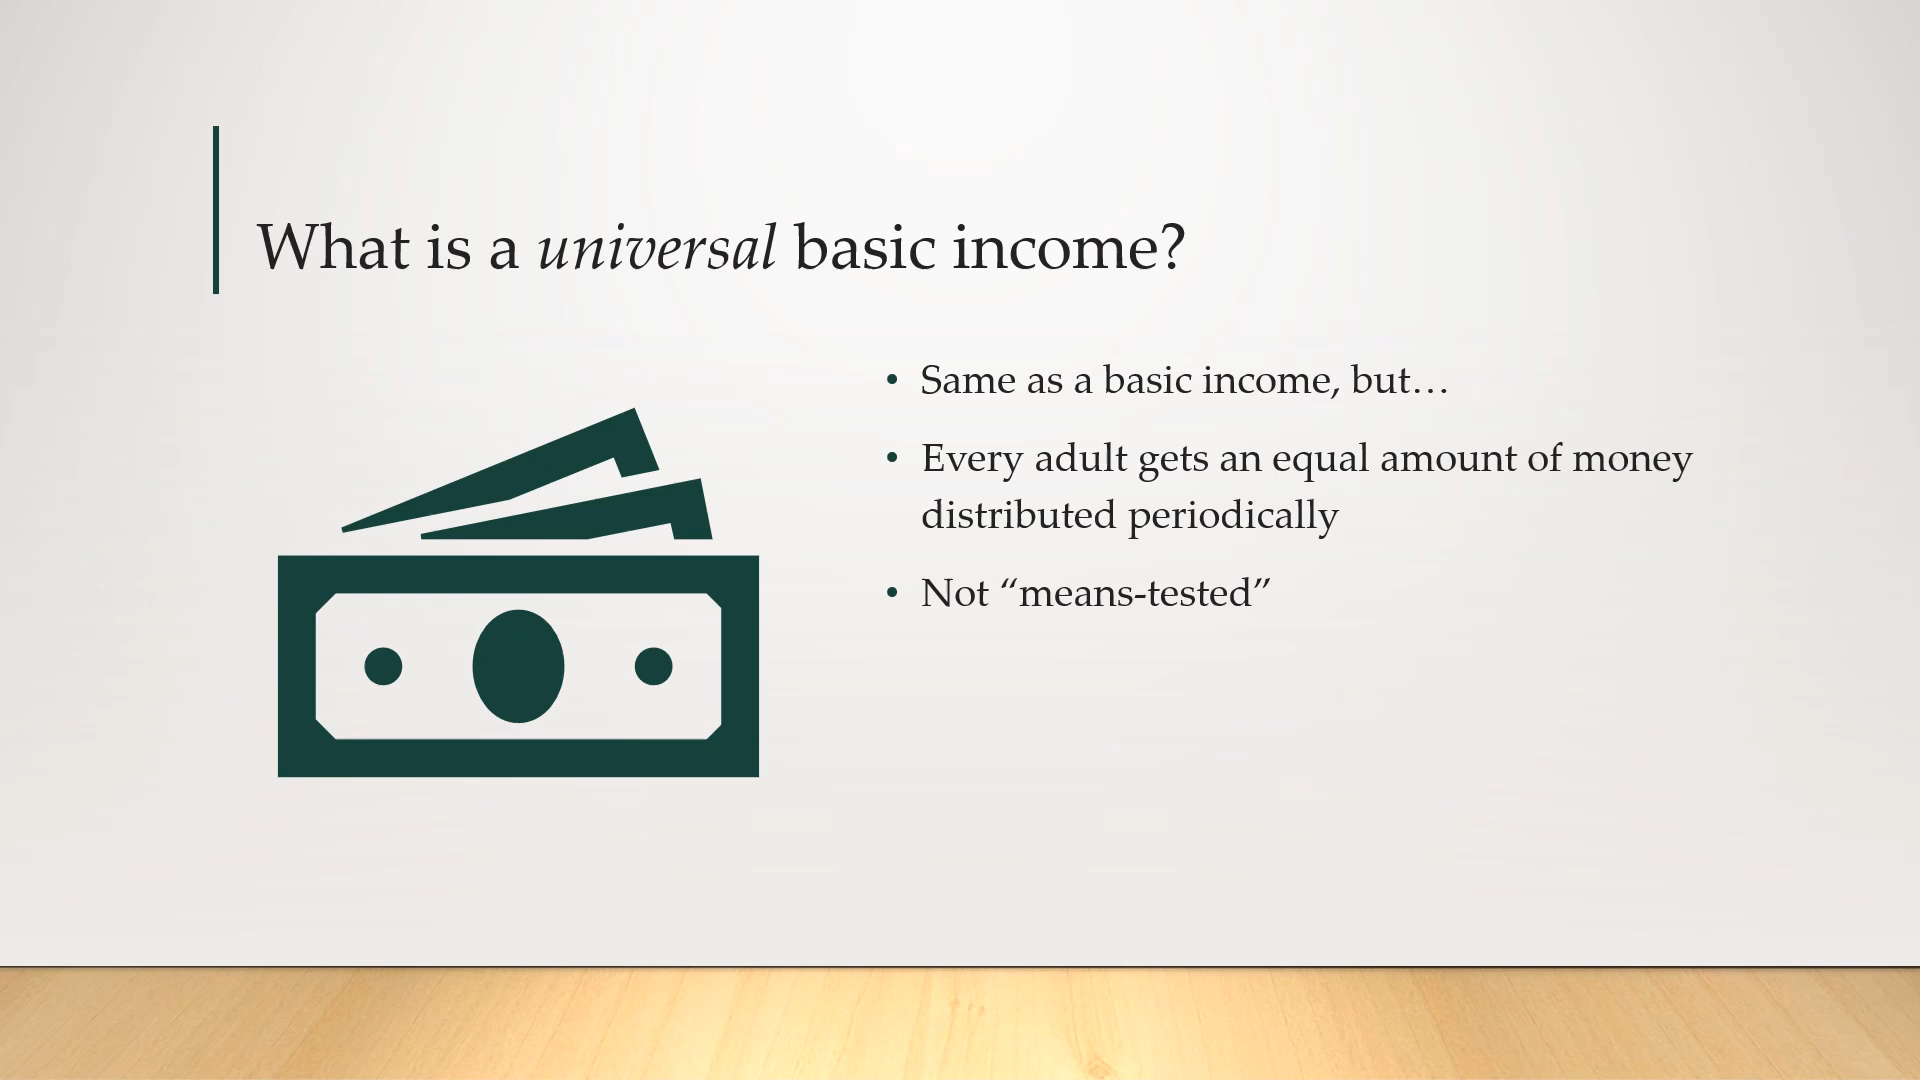 What is a universal basic income?
• Same as a basic income, but…
• Every adult gets an equal amount of money
distributed periodically
• Not “means-tested”